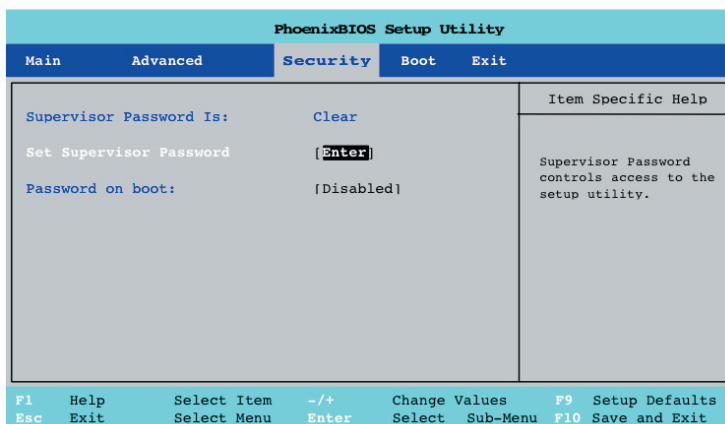 PhoenixBIOS Setup Utility
Main Advanced Security Boot Exit
Item Specific Help
Supervisor Password Is: Clear
Set Supervisor Password [Enter]
Password on boot: [Disabled]
Supervisor Password
controls access to the
setup utility.
F1 Help Select Item -/+ Change Values F9 Setup Defaults
Esc Exit Select Menu Enter Select Sub-Menu F10 Save and Exit